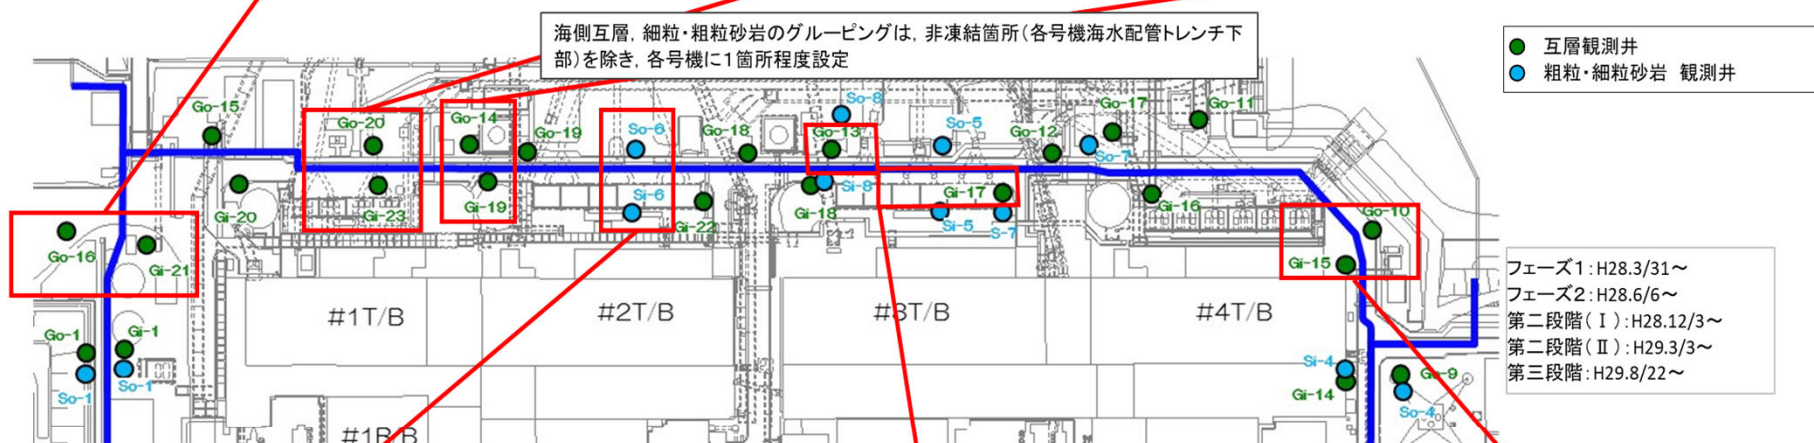 海側互層，細粒・粗粒砂岩のグルーピングは，非凍結箇所（各号機海水配管トレンチ下
部）を除き，各号機に1箇所程度設定
互層観測井
粗粒・細粒砂岩　観測井
Go-15
Go-20
Go-14
Go-19
So-6
Go-18
So-8
Go-13
So-5
Go-12
Go-17
So-7
Go-11
Gi-20
Gi-23
Gi-19
Si-6
Gi-22
Gi-18
Si-8
Gi-17
Si-5
S-7
Gi-16
Go-10
Gi-15
Go-16
Gi-21
#1T/B
#2T/B
#3T/B
#4T/B
Go-1
Gi-1
So-1
So-1
Si-4
Gi-14
Go-9
So-4
#1R/B
フェーズ1：H28.3/31～
フェーズ2：H28.6/6～
第二段階（Ⅰ）：H28.12/3～
第二段階（Ⅱ）：H29.3/3～
第三段階：H29.8/22～